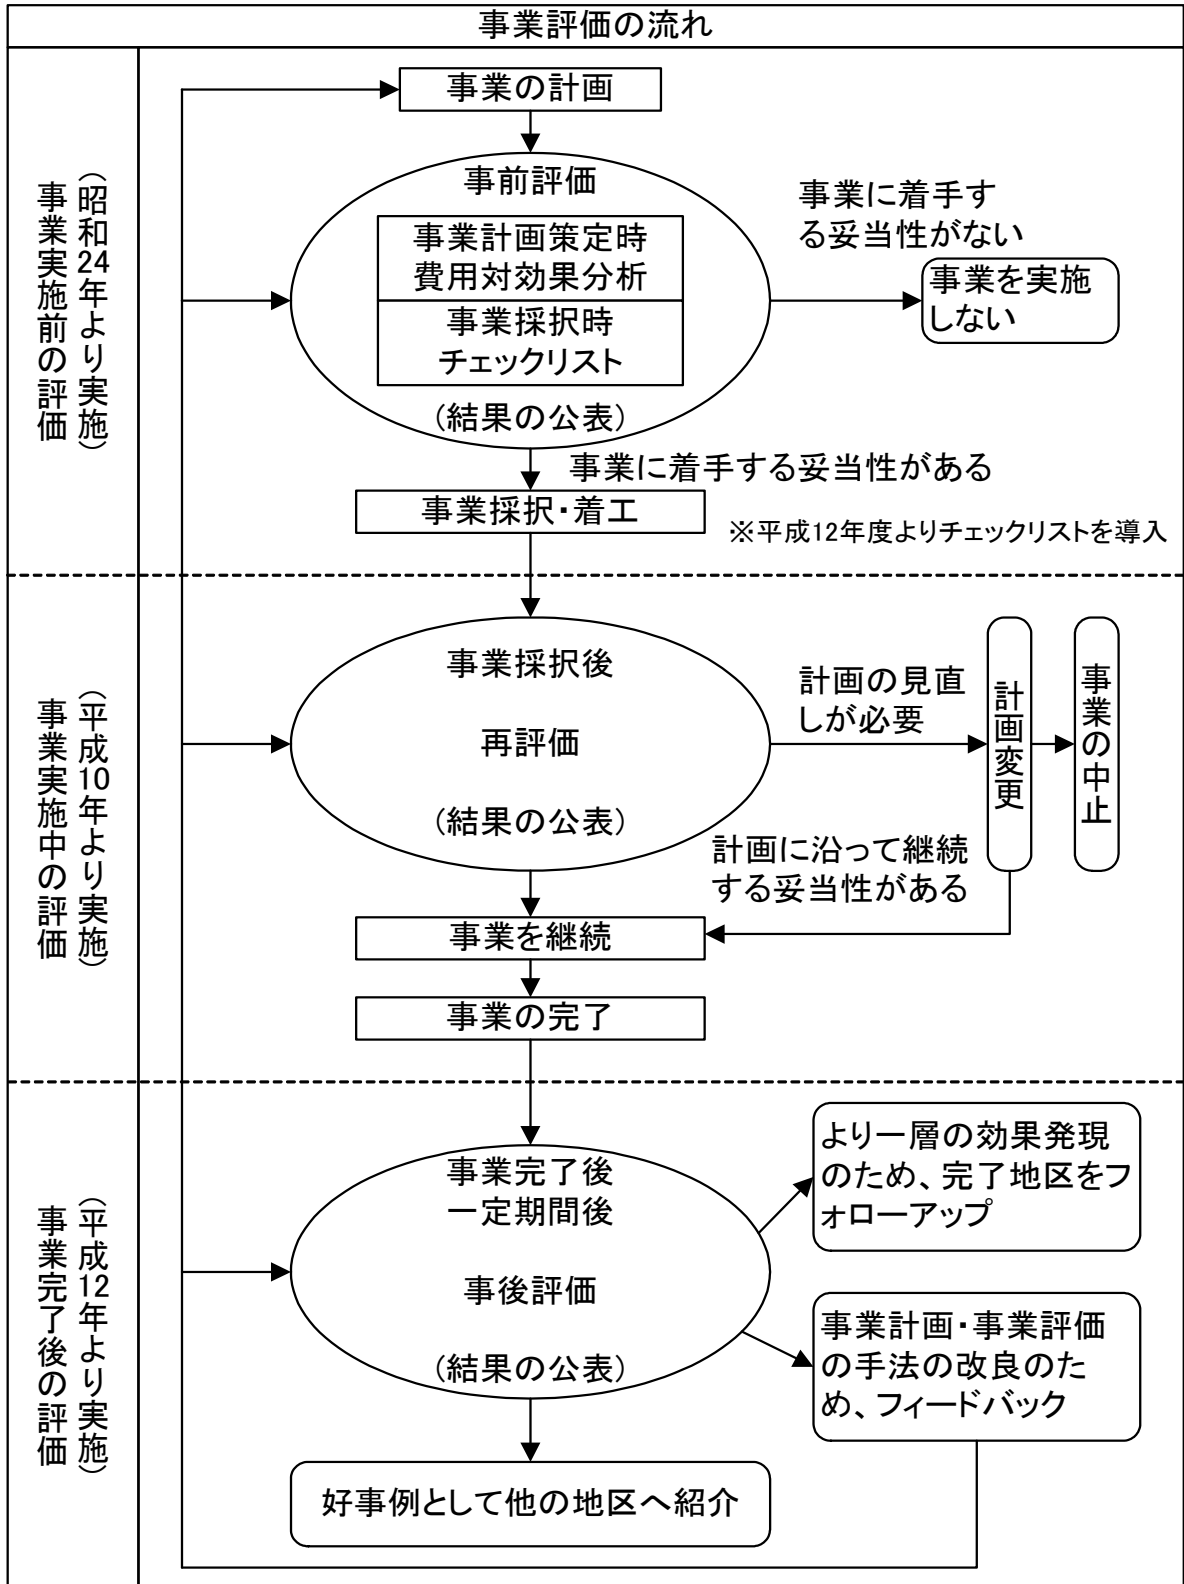 事業評価の流れ
事業実施前の評価
(昭和24年より実施)
事業の計画
事前評価
事業計画策定時
費用対効果分析
事業採択時
チェックリスト
(結果の公表)
事業に着手す
る妥当性がない
事業を実施
しない
事業に着手する妥当性がある
事業採択・着工
※平成12年度よりチェックリストを導入
事業実施中の評価
(平成10年より実施)
事業採択後
再評価
(結果の公表)
計画の見直
しが必要
計画変更
事業の中止
計画に沿って継続
する妥当性がある
事業を継続
事業の完了
事業完了後の評価
(平成12年より実施)
事業完了後
一定期間後
事後評価
(結果の公表)
より一層の効果発現
のため、完了地区をフ
ォローアップ
事業計画・事業評価
の手法の改良のた
め、フィードバック
好事例として他の地区へ紹介